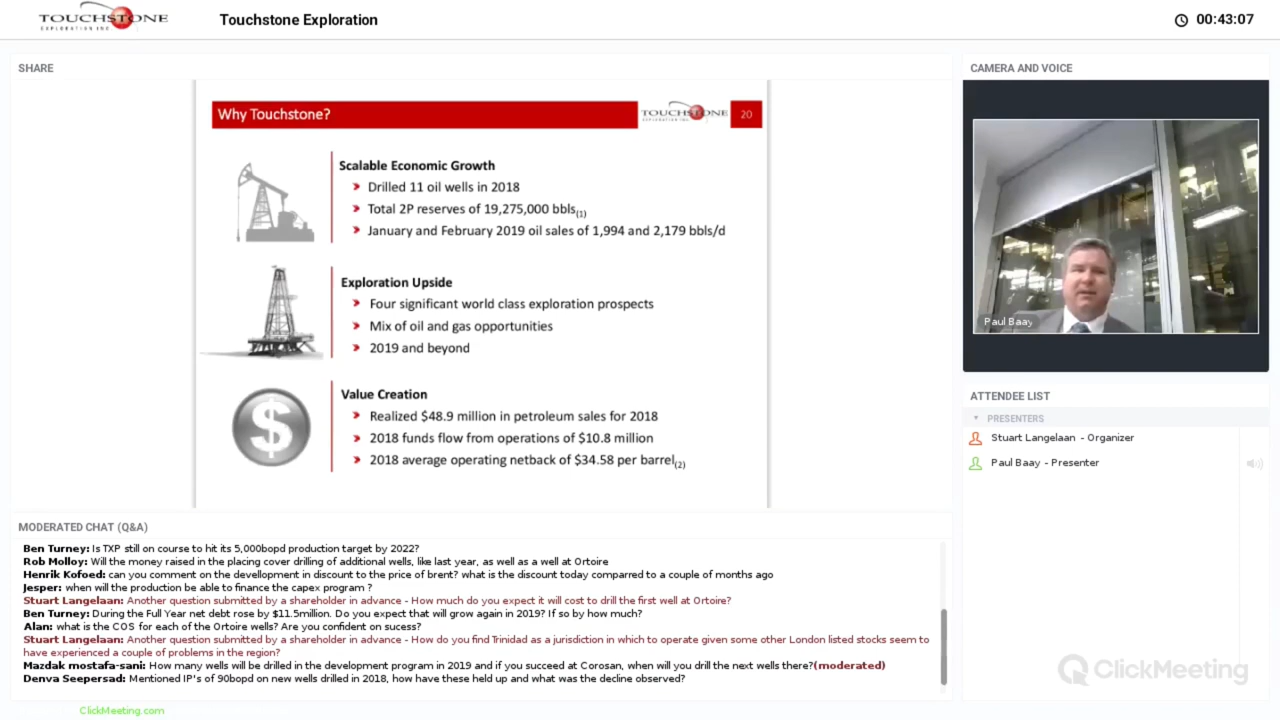 TOUCHSTONE
EXPLORATION INC
Touchstone Exploration
00:43:07
SHARE
Why Touchstone?
TOUCHSTONE
EXPLORATION INC
20
Scalable Economic Growth
Drilled 11 oil wells in 2018
Total 2P reserves of 19,275,000 bbls(1)
January and February 2019 oil sales of 1,994 and 2,179 bbls/d
Exploration Upside
Four significant world class exploration prospects
Mix of oil and gas opportunities
2019 and beyond
$
Value Creation
Realized $48.9 million in petroleum sales for 2018
2018 funds flow from operations of $10.8 million
2018 average operating netback of $34.58 per barrel(2)
CAMERA AND VOICE
Paul Baay
ATTENDEE LIST
PRESENTERS
Stuart Langelaan - Organizer
Paul Baay - Presenter
MODERATED CHAT (Q&A)
Ben Turney: Is TXP still on course to hit its 5,000bopd production target by 2022?
Rob Molloy: Will the money raised in the placing cover drilling of additional wells, like last year, as well as a well at Ortoire
Henrik Kofoed: can you comment on the devellopment in discount to the price of brent? what is the discount today comparred to a couple of months ago
Jesper: when will the production be able to finance the capex program ?
Stuart Langelaan: Another question submitted by a shareholder in advance - How much do you expect it will cost to drill the first well at Ortoire?
Ben Turney: During the Full Year net debt rose by $11.5million. Do you expect that will grow again in 2019? If so by how much?
Alan: what is the COS for each of the Ortoire wells? Are you confident on sucess?
Stuart Langelaan: Another question submitted by a shareholder in advance - How do you find Trinidad as a jurisdiction in which to operate given some other London listed stocks seem to
have experienced a couple of problems in the region?
Mazdak mostafa-sani: How many wells will be drilled in the development program in 2019 and if you succeed at Corosan, when will you drill the next wells there?(moderated)
Denva Seepersad: Mentioned IP's of 90bopd on new wells drilled in 2018, how have these held up and what was the decline observed?
ClickMeeting
ClickMeeting.com